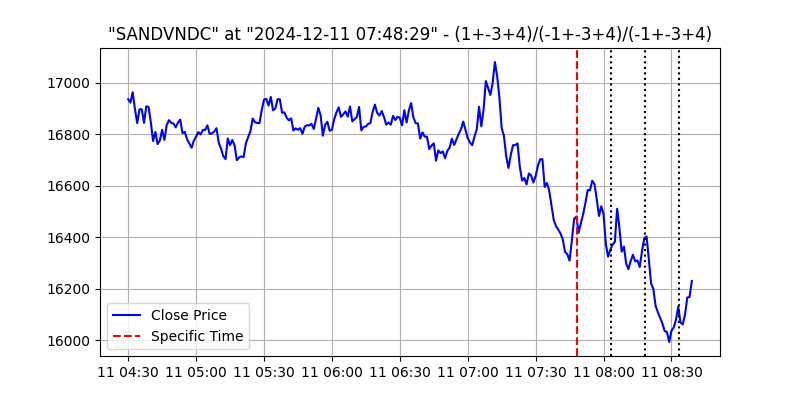 "SANDVNDC" at "2024-12-11 07:48:29" - (1+-3+4)/(-1+-3+4)/(-1+-3+4)
17000
16800
16600
16400
16200
16000
Close Price
Specific Time
11 04:30 11 05:00 11 05:30 11 06:00 11 06:30 11 07:00 11 07:30 11 08:00 11 08:30